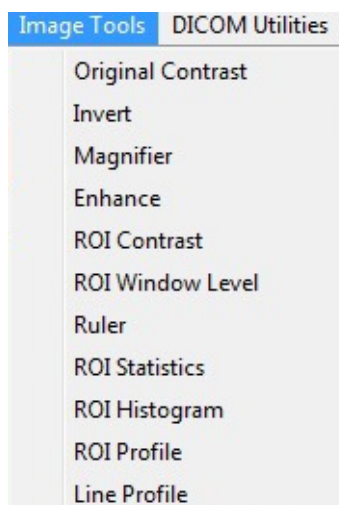 Image Tools DICOM Utilities
Original Contrast
Invert
Magnifier
Enhance
ROI Contrast
ROI Window Level
Ruler
ROI Statistics
ROI Histogram
ROI Profile
Line Profile